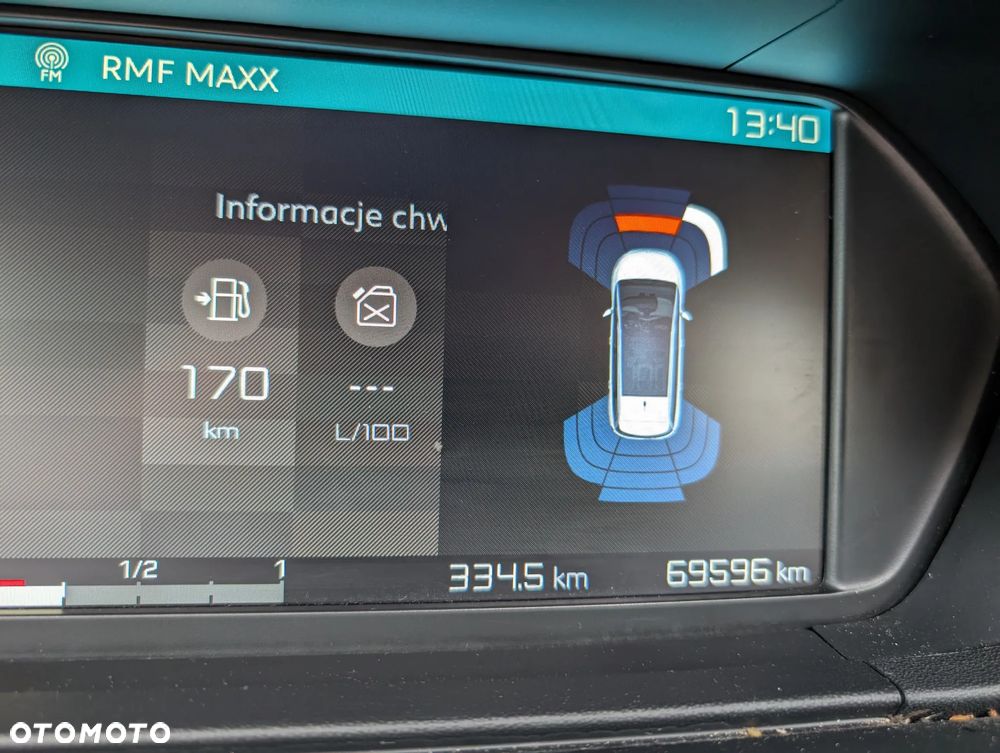 FM
RMF MAXX
13:40
Informacje chw
170
km
---
L/100
1/2
1
334.5 km
69596 km
OTOMOTO